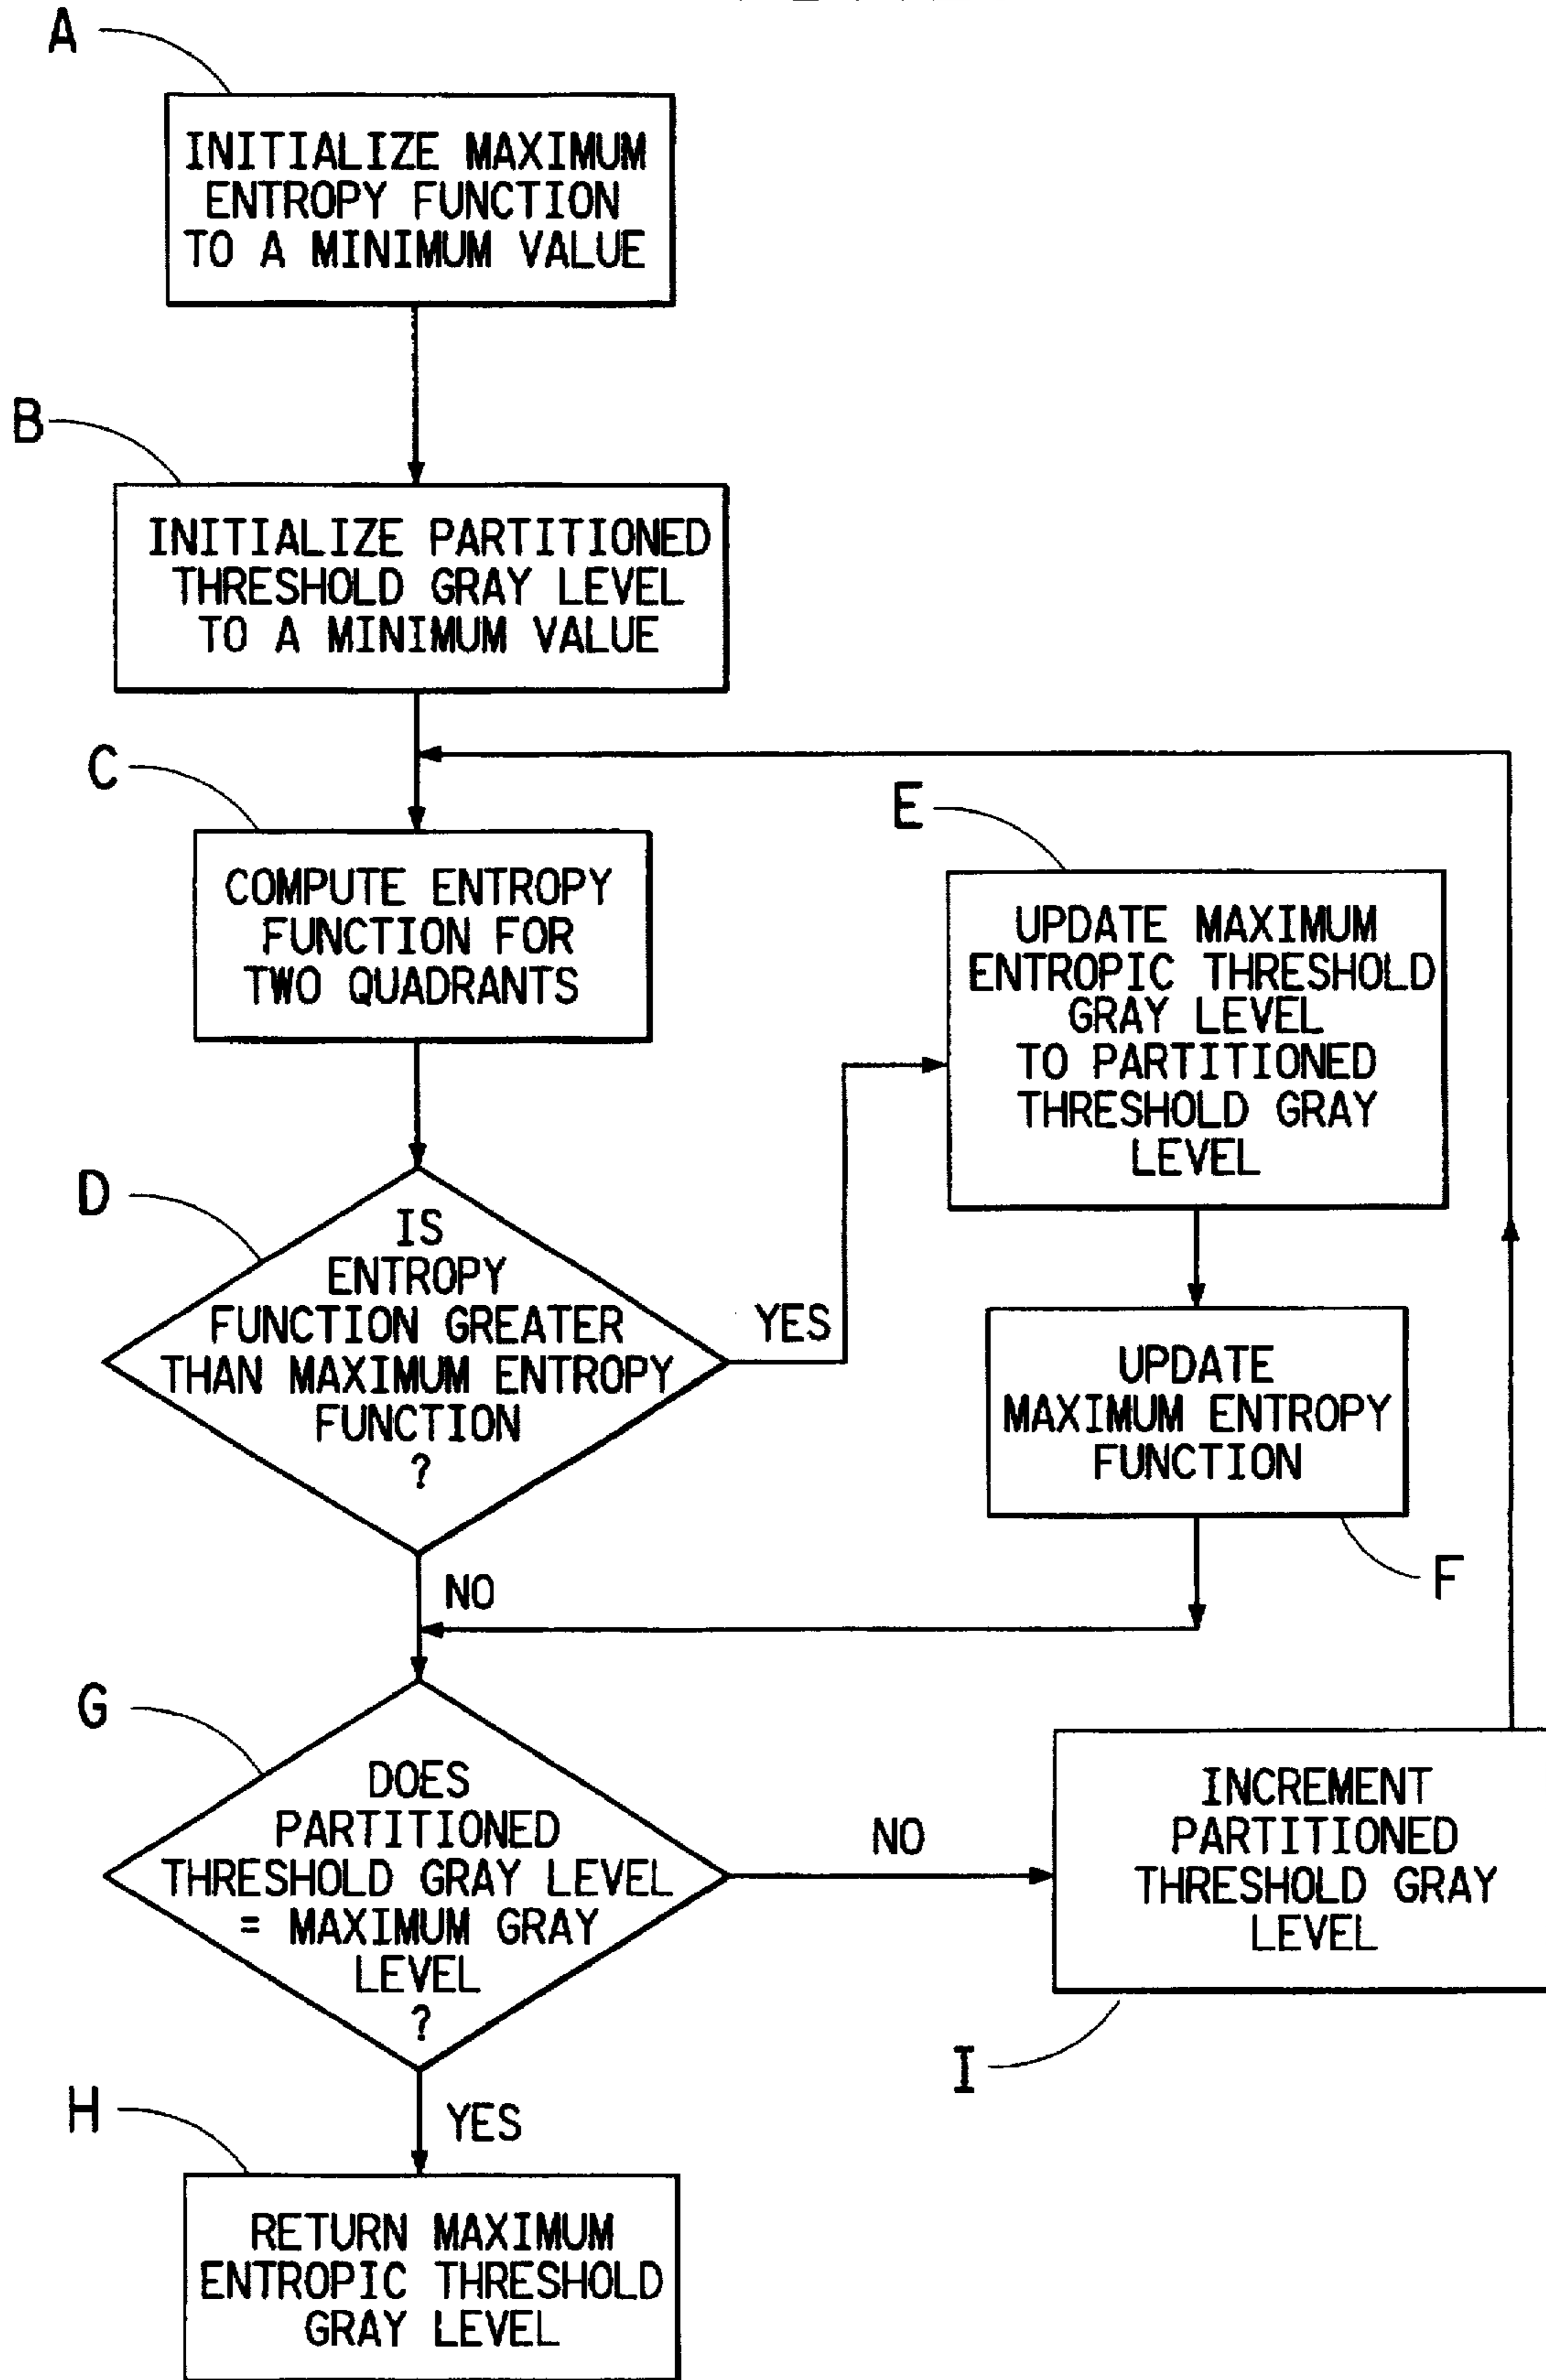 A
INITIALIZE MAXIMUM
ENTROPY FUNCTION
TO A MINIMUM VALUE
B
INITIALIZE PARTITIONED
THRESHOLD GRAY LEVEL
TO A MINIMUM VALUE
C
COMPUTE ENTROPY
FUNCTION FOR
TWO QUADRANTS
D
IS
ENTROPY
FUNCTION GREATER
THAN MAXIMUM ENTROPY
FUNCTION
?
YES
NO
E
UPDATE MAXIMUM
ENTROPIC THRESHOLD
GRAY LEVEL
TO PARTITIONED
THRESHOLD GRAY
LEVEL
UPDATE
MAXIMUM ENTROPY
FUNCTION
F
G
DOES
PARTITIONED
THRESHOLD GRAY LEVEL
= MAXIMUM GRAY
LEVEL
?
NO
YES
INCREMENT
PARTITIONED
THRESHOLD GRAY
LEVEL
I
H
RETURN MAXIMUM
ENTROPIC THRESHOLD
GRAY LEVEL